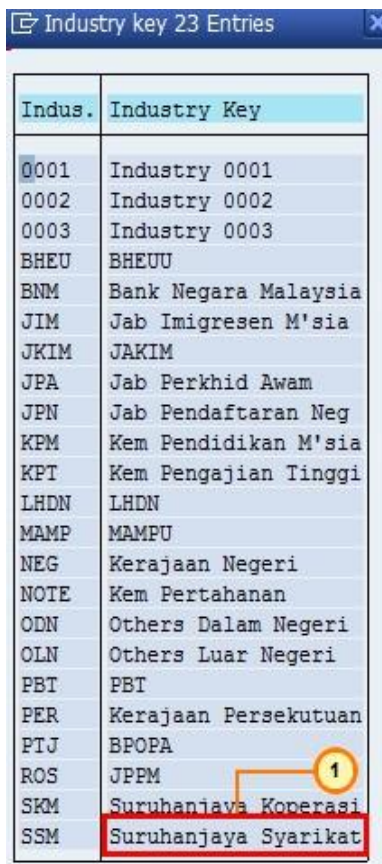 Industry key 23 Entries
Indus. Industry Key
0001 Industry 0001
0002 Industry 0002
0003 Industry 0003
BHEU BHEUU
BNM Bank Negara Malaysia
JIM Jab Imigresen M'sia
JKIM JAKIM
JPA Jab Perkhid Awam
JPN Jab Pendaftaran Neg
KPM Kem Pendidikan M'sia
KPT Kem Pengajian Tinggi
LHDN LHDN
MAMP MAMPU
NEG Kerajaan Negeri
NOTE Kem Pertahanan
ODN Others Dalam Negeri
OLN Others Luar Negeri
PBT PBT
PER Kerajaan Persekutuan
PTJ BPOPA
ROS JPPM
1
SKM Suruhanjaya Koperasi
SSM Suruhanjaya Syarikat